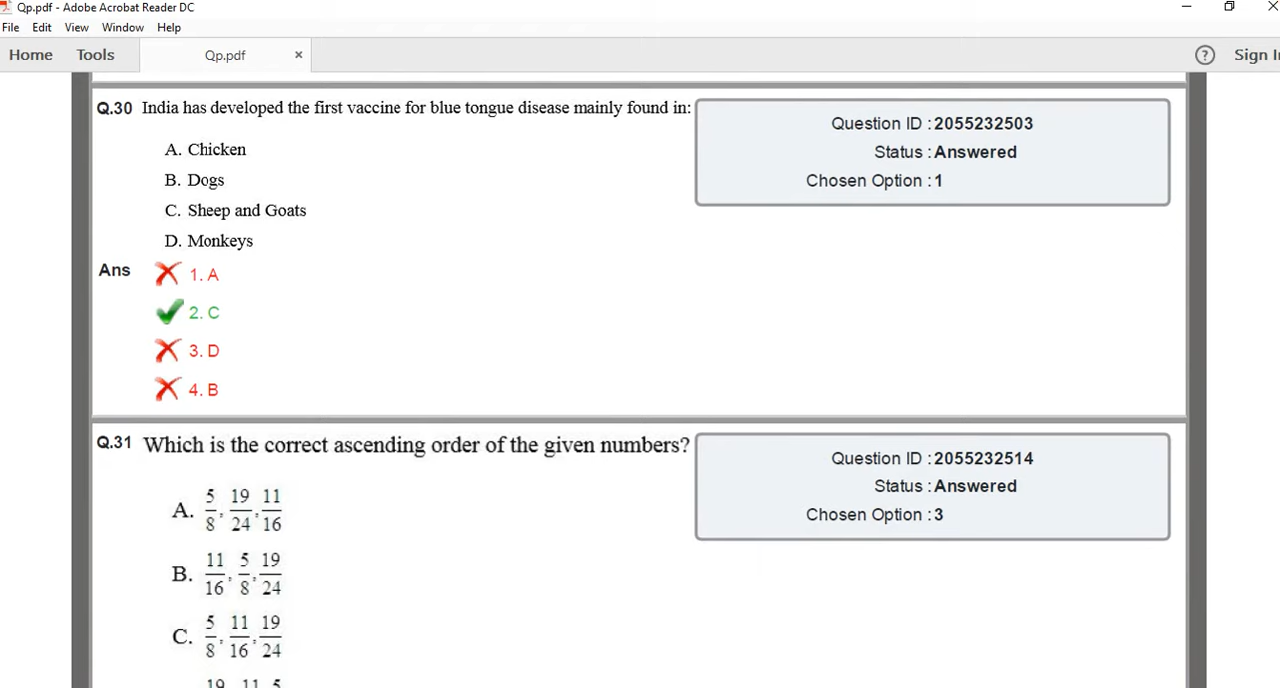 Qp.pdf - Adobe Acrobat Reader DC
File Edit View Window Help
Home Tools Qp.pdf × ? Sign I
Q.30 India has developed the first vaccine for blue tongue disease mainly found in:
A. Chicken
B. Dogs
C. Sheep and Goats
D. Monkeys
Question ID : 2055232503
Status : Answered
Chosen Option : 1
Ans 1. A
2. C
3. D
4. B
Q.31 Which is the correct ascending order of the given numbers?
A. 5/8, 19/24, 11/16
B. 11/16, 5/8, 19/24
C. 5/8, 11/16, 19/24
19 11 5
Question ID : 2055232514
Status : Answered
Chosen Option : 3